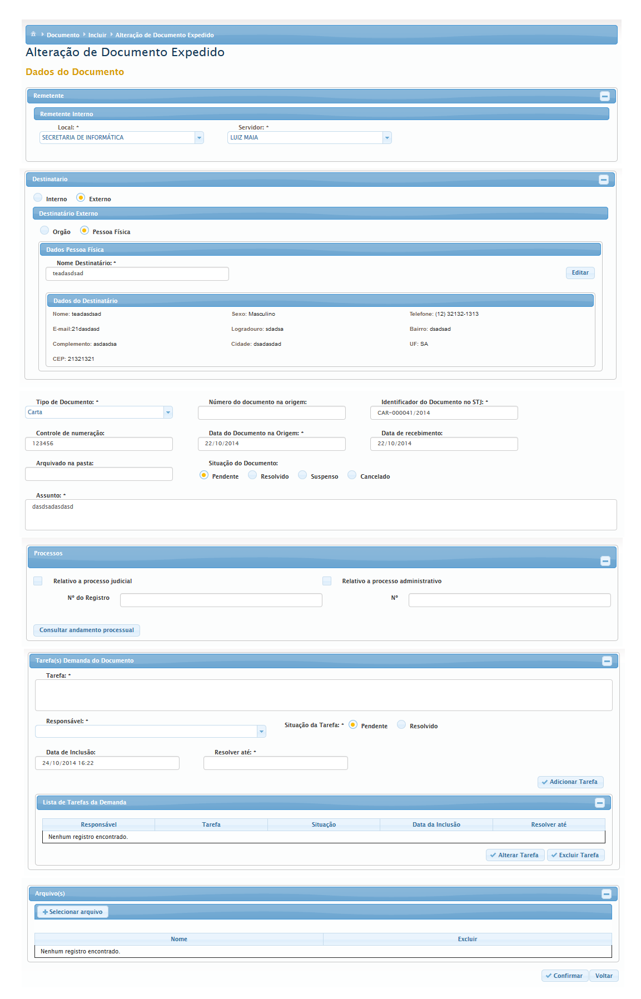 Documento Incluir Alteração de Documento Expedido
Alteração de Documento Expedido
Dados do Documento
Remetente
Remetente Interno
Local: * Servidor: *
SECRETARIA DE INFORMÁTICA LUIZ MAIA
Destinatario
Interno Externo
Destinatário Externo
Orgão Pessoa Física
Dados Pessoa Física
Nome Destinatário: *
teadasdsad Editar
Dados do Destinatário
Nome: teadasdsad Sexo: Masculino Telefone: (12) 32132-1313
E-mail:21dasdasd Logradouro: sdadsa Bairro: dsadsad
Complemento: asdasdsa Cidade: dsadasdad UF: SA
CEP: 21321321
Tipo de Documento: * Número do documento na origem: Identificador do Documento no STJ: *
Carta CAR-000041/2014
Controle de numeração: Data do Documento na Origem: * Data de recebimento:
123456 22/10/2014 22/10/2014
Arquivado na pasta: Situação do Documento:
Pendente Resolvido Suspenso Cancelado
Assunto: *
dasdsadasdasd
Processos
Relativo a processo judicial Relativo a processo administrativo
Nº do Registro Nº
Consultar andamento processual
Tarefa(s) Demanda do Documento
Tarefa: *
Responsável: * Situação da Tarefa: * Pendente Resolvido
Data de Inclusão: Resolver até: *
24/10/2014 16:22
Adicionar Tarefa
Lista de Tarefas da Demanda
Responsável Tarefa Situação Data da Inclusão Resolver até
Nenhum registro encontrado.
Alterar Tarefa Excluir Tarefa
Arquivo(s)
Selecionar arquivo
Nome Excluir
Nenhum registro encontrado.
Confirmar Voltar